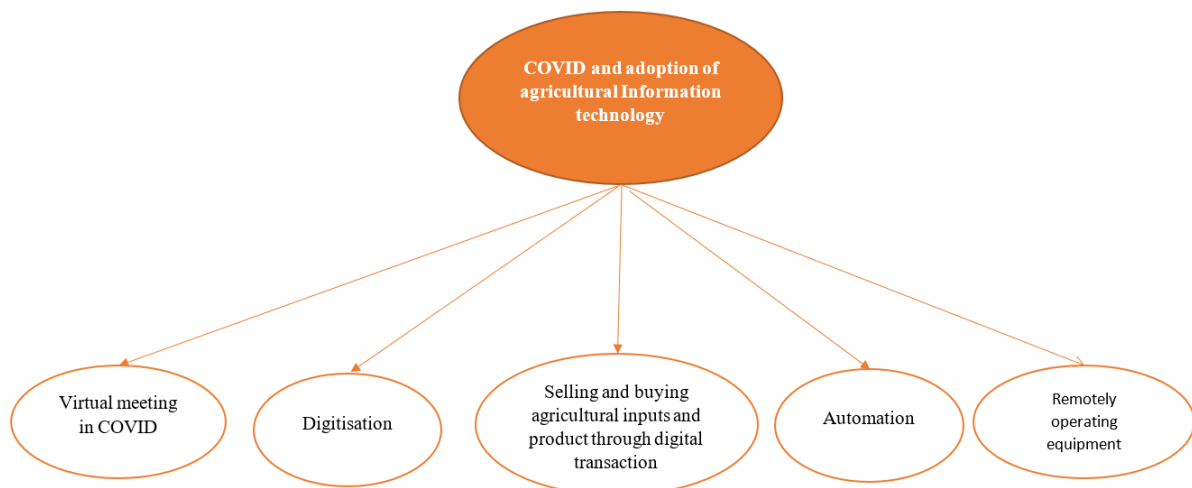 COVID and adoption of
agricultural Information
technology
Virtual meeting
in COVID
Digitisation
Selling and buying
agricultural inputs and
product through digital
transaction
Automation
Remotely
operating
equipment